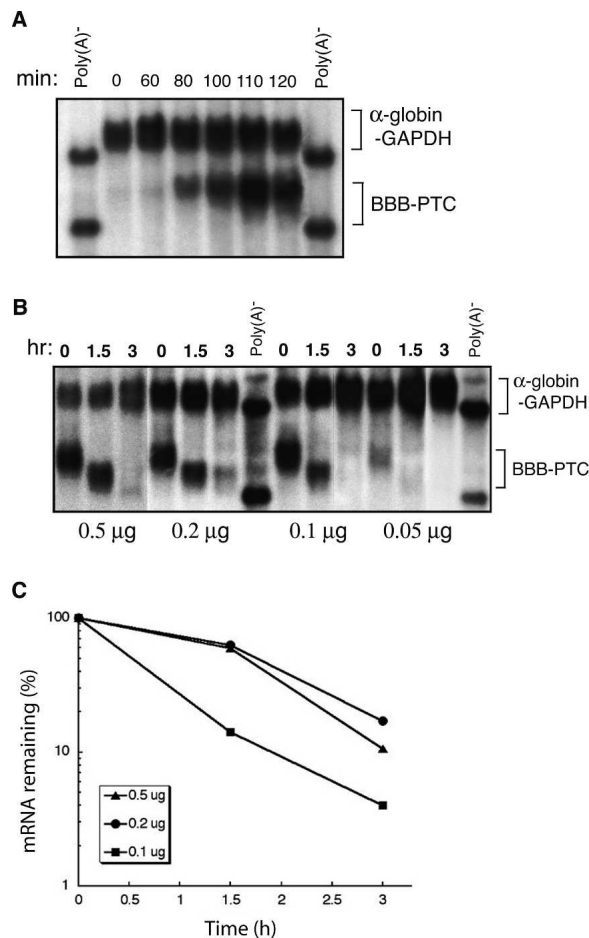 A
min:
Poly(A)-
0 60 80 100 110 120
Poly(A)-
α-globin
-GAPDH
BBB-PTC
B
hr:
0 1.5 3 0 1.5 3
Poly(A)-
0 1.5 3 0 1.5 3
Poly(A)-
α-globin
-GAPDH
BBB-PTC
0.5 μg 0.2 μg 0.1 μg 0.05 μg
C
mRNA remaining (%)
100
10
1
0.5 ug
0.2 ug
0.1 ug
0 0.5 1 1.5 2 2.5 3
Time (h)